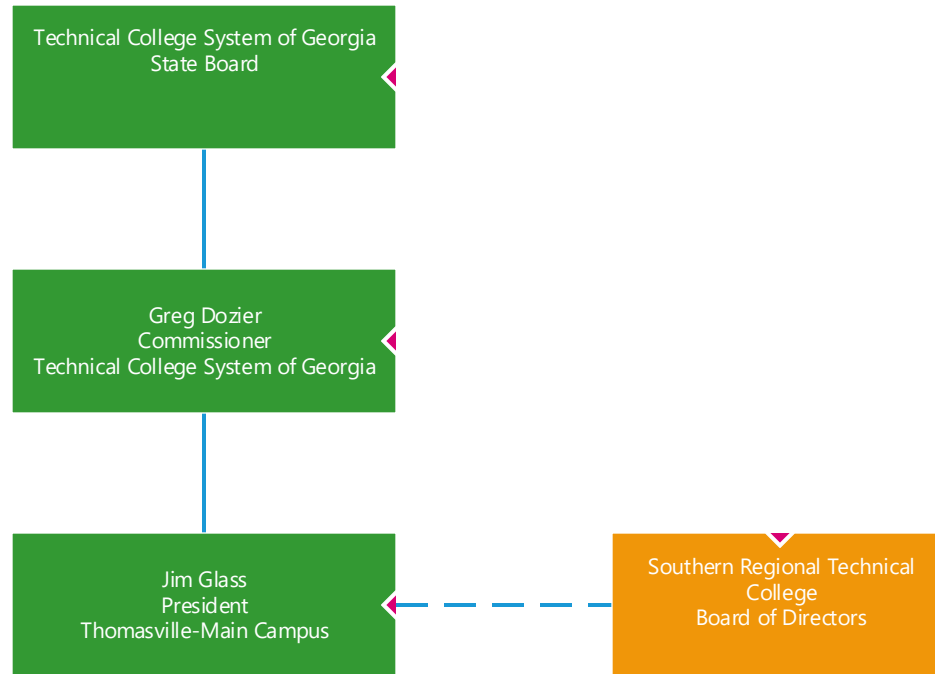 Technical College System of Georgia
State Board
Greg Dozier
Commissioner
Technical College System of Georgia
Jim Glass
President
Thomasville-Main Campus
Southern Regional Technical
College
Board of Directors